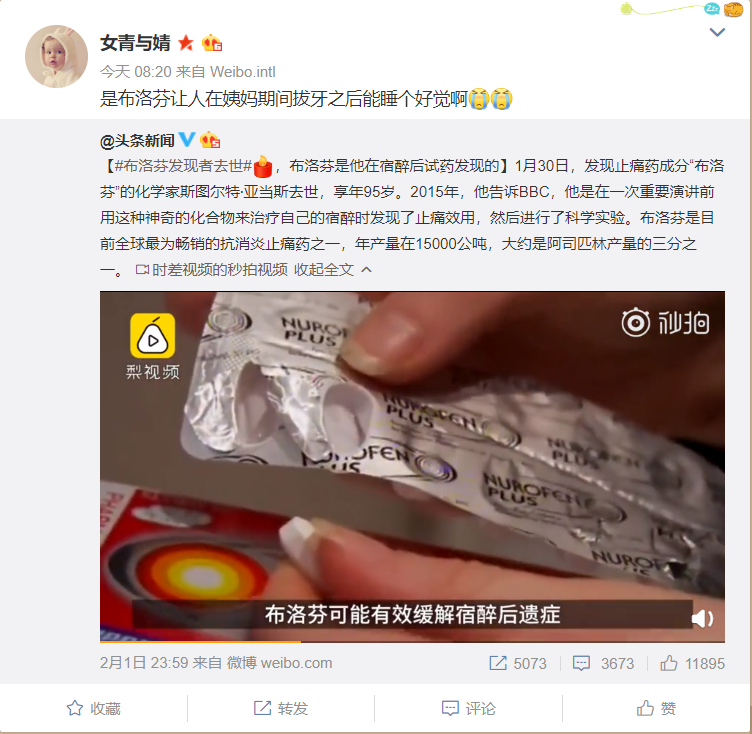 Zzz
女青与婧
今天 08:20 来自 Weibo.intl
是布洛芬让人在姨妈期间拔牙之后能睡个好觉啊😭😭
@头条新闻
【#布洛芬发现者去世#🕯️，布洛芬是他在宿醉后试药发现的】1月30日，发现止痛药成分“布洛
芬”的化学家斯图尔特·亚当斯去世，享年95岁。2015年，他告诉BBC，他是在一次重要演讲前
用这种神奇的化合物来治疗自己的宿醉时发现了止痛效用，然后进行了科学实验。布洛芬是目
前全球最为畅销的抗消炎止痛药之一，年产量在15000公吨，大约是阿司匹林产量的三分之
一。 时差视频的秒拍视频 收起全文
梨视频
秒拍
NUROFEN
PLUS
NUROFEN
PLUS
NUROFEN
PLUS
NUROFEN
PLUS
NUROFEN
PLUS
NUROFEN
布洛芬可能有效缓解宿醉后遗症
2月1日 23:59 来自 微博 weibo.com
5073 3673 11895
收藏 转发 评论 赞